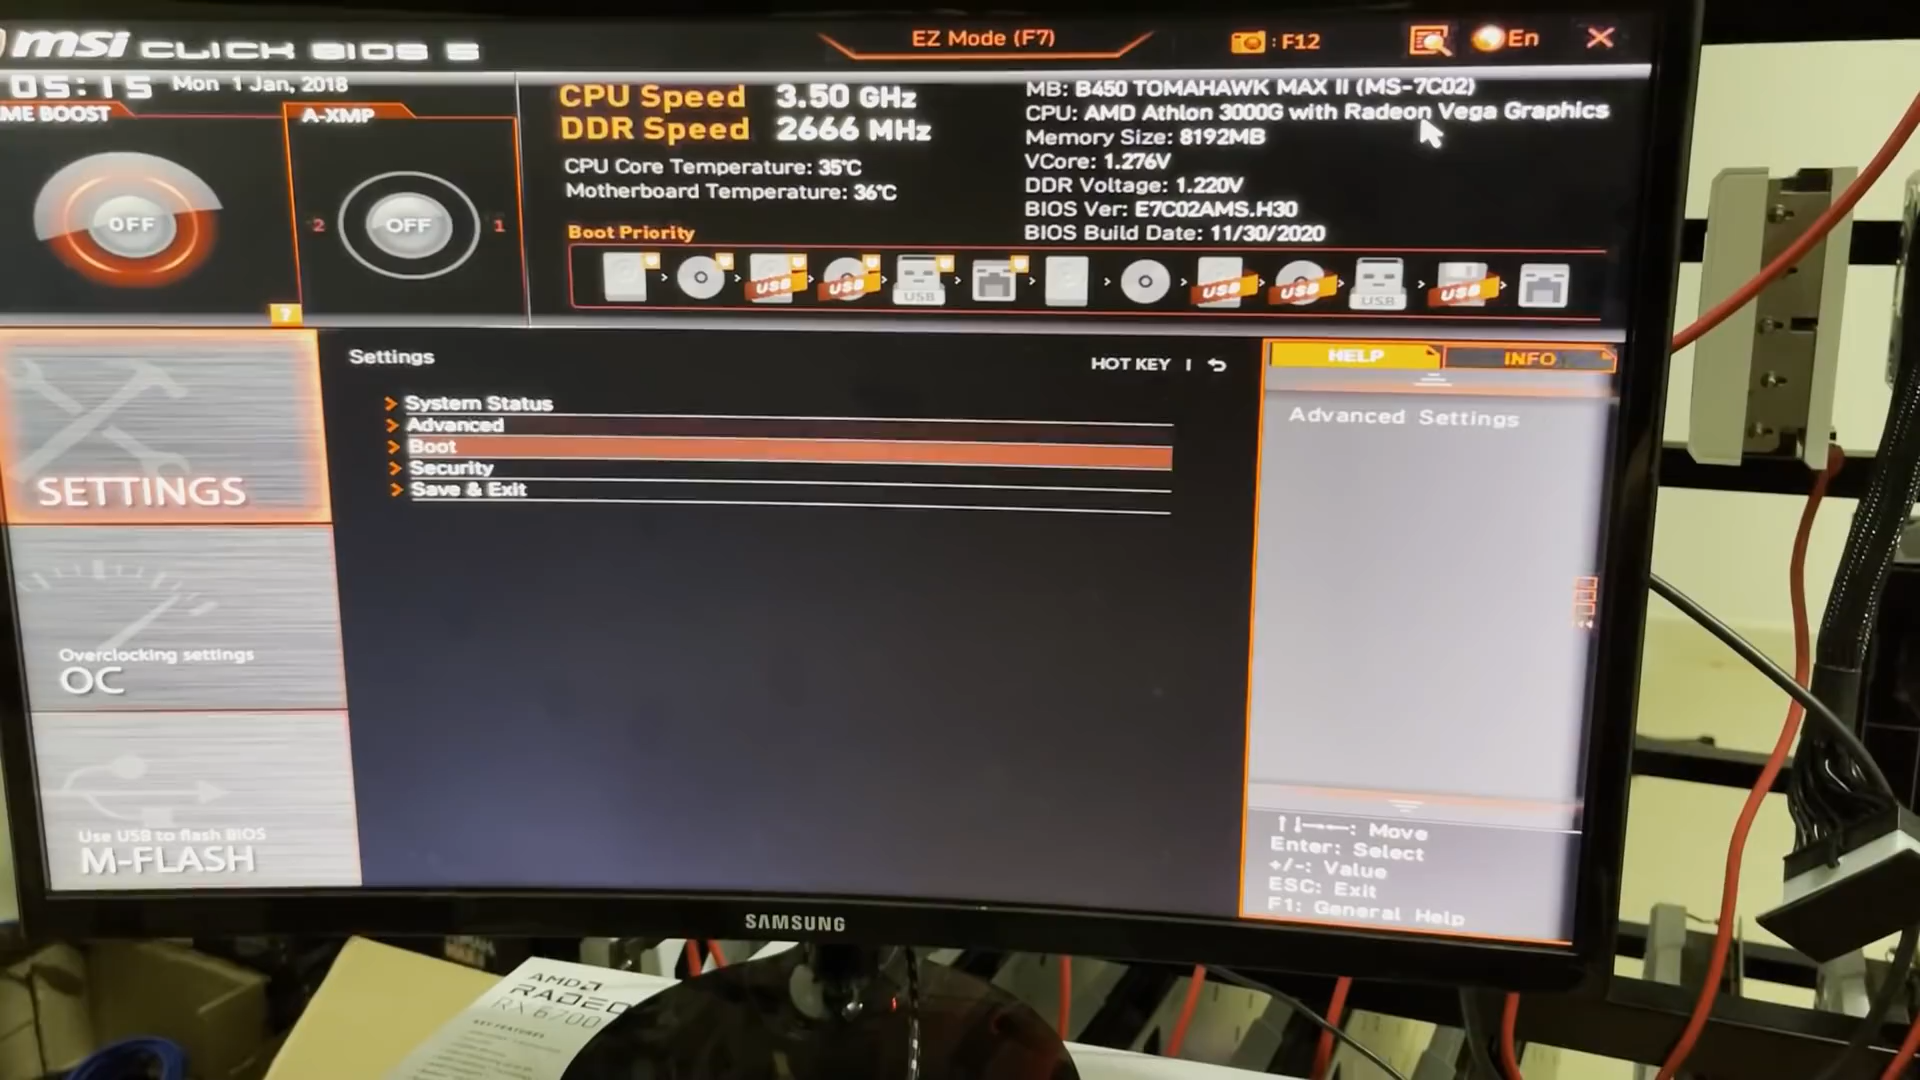 msi CLICK BIOS 5
EZ Mode (F7)
: F12
En
05:15 Mon 1 Jan, 2018
ME BOOST
A-XMP
OFF
2 OFF 1
?
CPU Speed 3.50 GHz
DDR Speed 2666 MHz
CPU Core Temperature: 35°C
Motherboard Temperature: 36°C
MB: B450 TOMAHAWK MAX II (MS-7C02)
CPU: AMD Athlon 3000G with Radeon Vega Graphics
Memory Size: 8192MB
VCore: 1.276V
DDR Voltage: 1.220V
BIOS Ver: E7C02AMS.H30
BIOS Build Date: 11/30/2020
Boot Priority
USB USB USB USB USB USB USB
SETTINGS
Overclocking settings
OC
Use USB to flash BIOS
M-FLASH
Settings
HOT KEY
> System Status
> Advanced
> Boot
> Security
> Save & Exit
HELP
INFO
Advanced Settings
↑↓→←: Move
Enter: Select
+/-: Value
ESC: Exit
F1: General Help
SAMSUNG
AMD
RADEO
RX 6700
KEY FEATURES